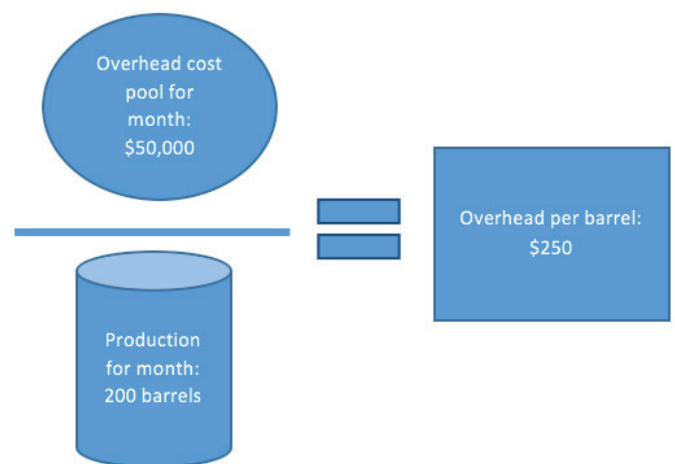 Overhead cost
pool for
month:
$50,000
Overhead per barrel:
$250
Production
for month:
200 barrels